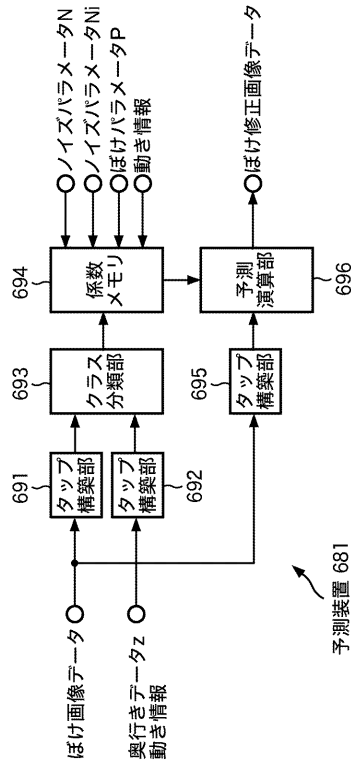 ぼけ画像データ
奥行きデータz
動き情報
691
タップ
構築部
タップ
構築部
692
693
クラス
分類部
694
係数
メモリ
ノイズパラメータN
ノイズパラメータNi
ぼけパラメータP
動き情報
695
タップ
構築部
予測
演算部
696
ぼけ修正画像データ
予測装置 681